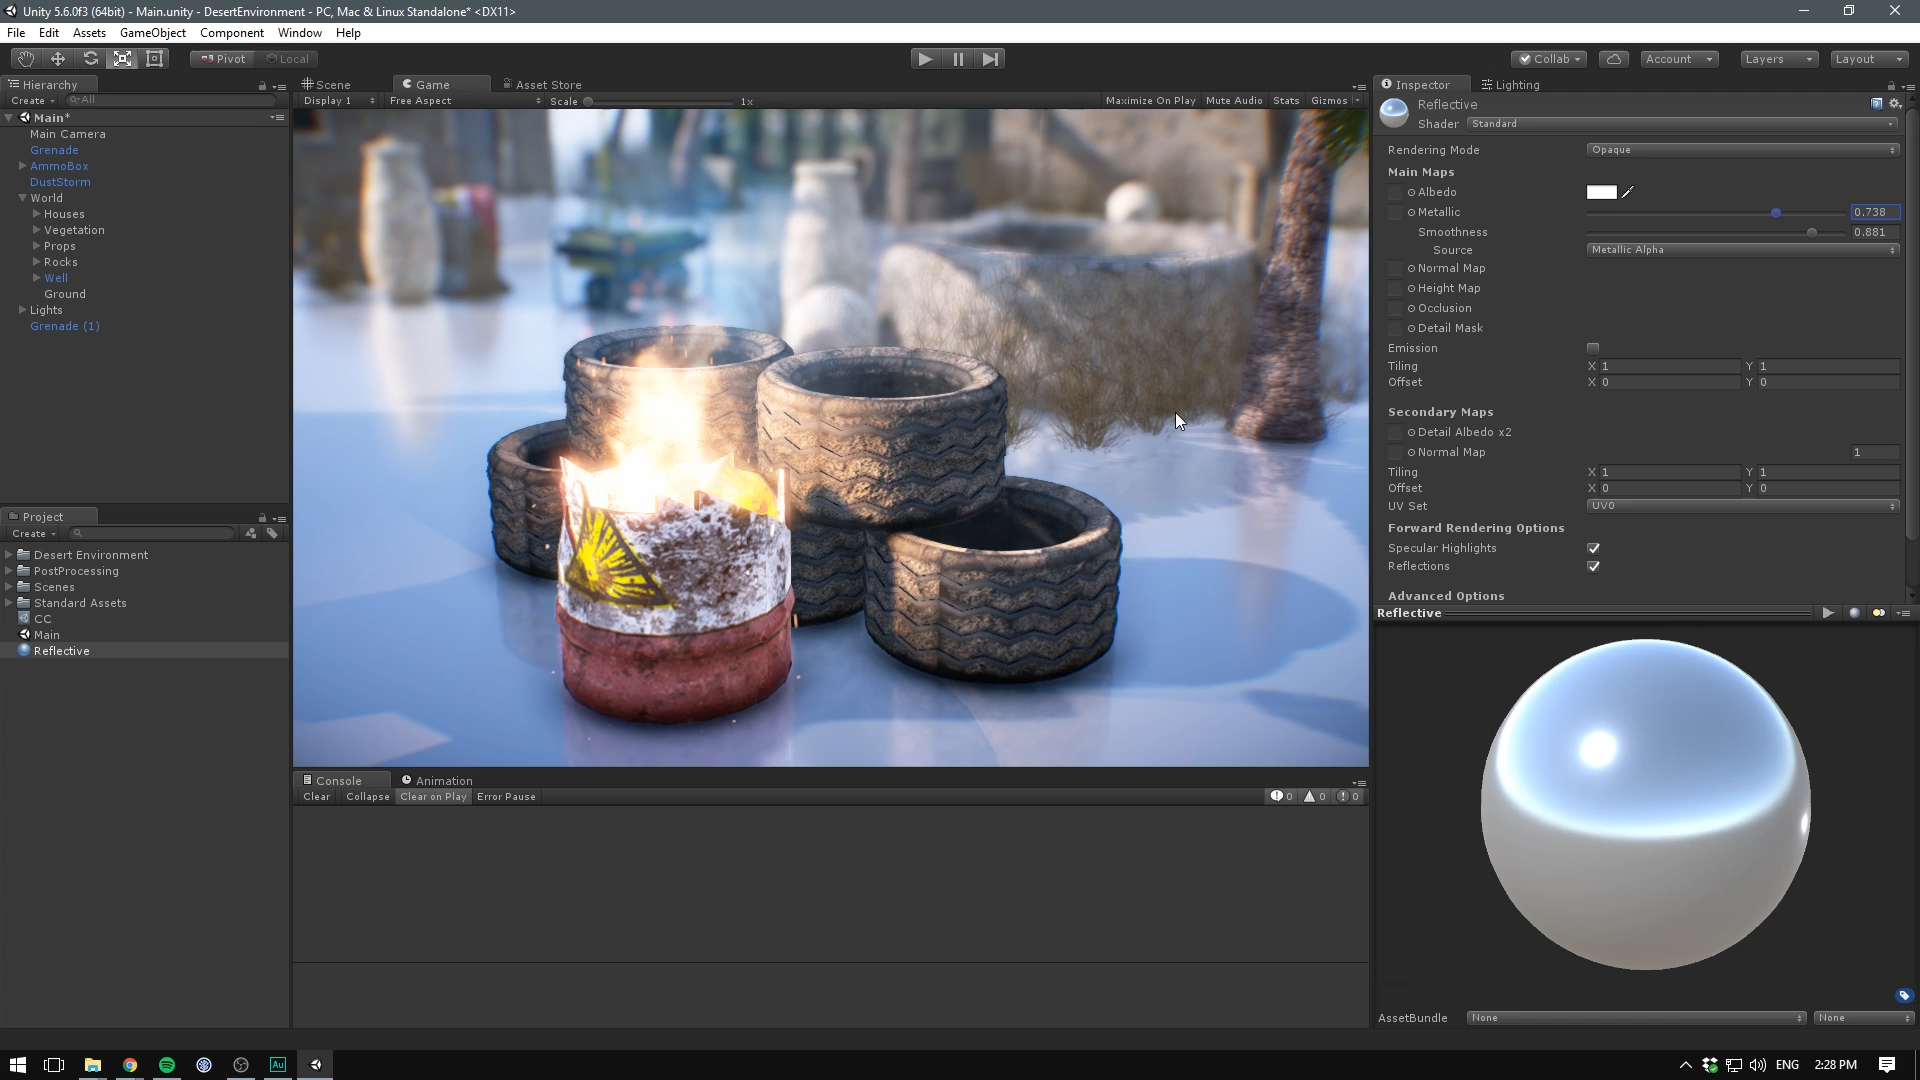 Unity 5.6.0f3 (64bit) - Main.unity - DesertEnvironment - PC, Mac & Linux Standalone* <DX11>
File Edit Assets GameObject Component Window Help
Pivot Local Collab Account Layers Layout
Hierarchy
Create All
Main*
Main Camera
Grenade
AmmoBox
DustStorm
World
Houses
Vegetation
Props
Rocks
Well
Ground
Lights
Grenade (1)
Project
Create
Desert Environment
PostProcessing
Scenes
Standard Assets
CC
Main
Reflective
Scene Game Asset Store
Display 1 Free Aspect Scale 1x Maximize On Play Mute Audio Stats Gizmos
Console Animation
Clear Collapse Clear on Play Error Pause 0 0 0
Inspector Lighting
Reflective
Shader Standard
Rendering Mode Opaque
Main Maps
Albedo
Metallic 0.738
Smoothness 0.881
Source Metallic Alpha
Normal Map
Height Map
Occlusion
Detail Mask
Emission
Tiling X 1 Y 1
Offset X 0 Y 0
Secondary Maps
Detail Albedo x2
Normal Map 1
Tiling X 1 Y 1
Offset X 0 Y 0
UV Set UV0
Forward Rendering Options
Specular Highlights
Reflections
Advanced Options
Reflective
AssetBundle None None
Au
ENG 2:28 PM